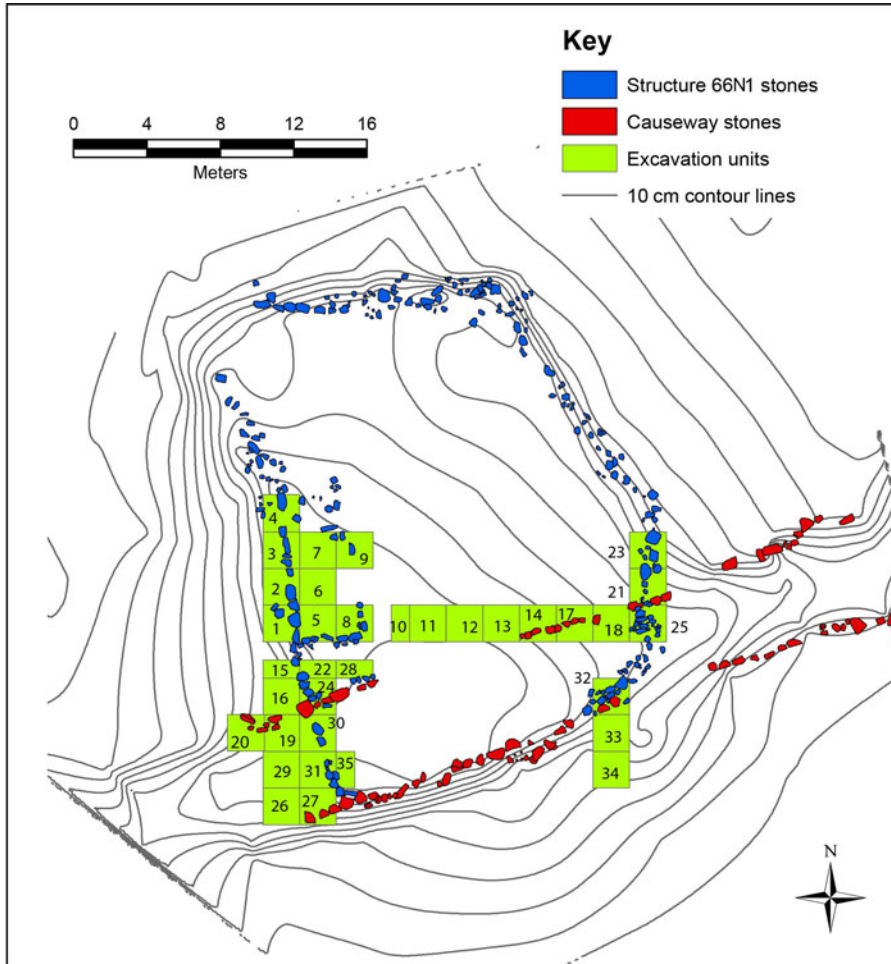 Key
Structure 66N1 stones
Causeway stones
Excavation units
10 cm contour lines
0 4 8 12 16
Meters
4
3 7 9
23
2 6
21
1 5 8 10 11 12 13 14 17 18 25
15 22 28
32
16 24
20 19 30
33
29 31 35
34
26 27
N